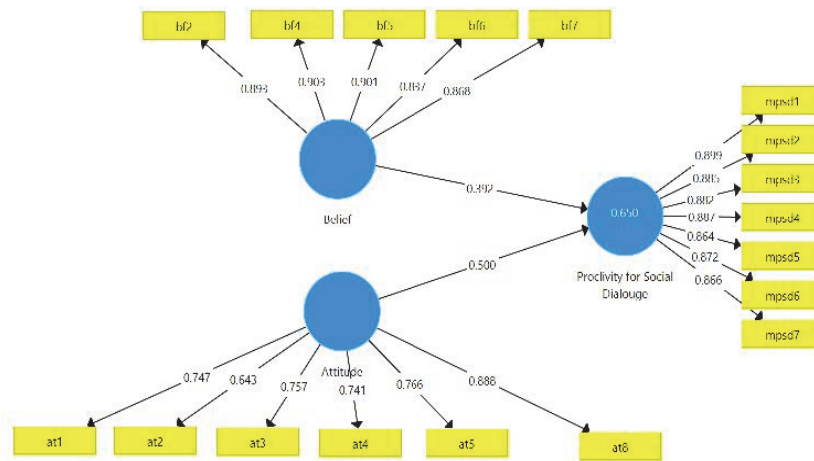 bf2
bf4
bf5
bf6
bf7
0.893
0.903
0.901
0.837
0.868
Belief
0.392
mpsd1
mpsd2
mpsd3
mpsd4
mpsd5
mpsd6
mpsd7
0.899
0.885
0.882
0.887
0.864
0.872
0.866
0.650
Proclivity for Social
Dialouge
0.500
Attitude
0.747
0.643
0.757
0.741
0.766
0.888
at1
at2
at3
at4
at5
at8